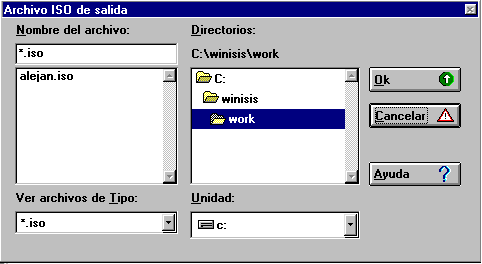 Archivo ISO de salida
Nombre del archivo:
*.iso
alejan.iso
Ver archivos de Tipo:
*.iso
Directorios:
C:\winisis\work
C:
winisis
work
Unidad:
c:
Ok
Cancelar
Ayuda
?